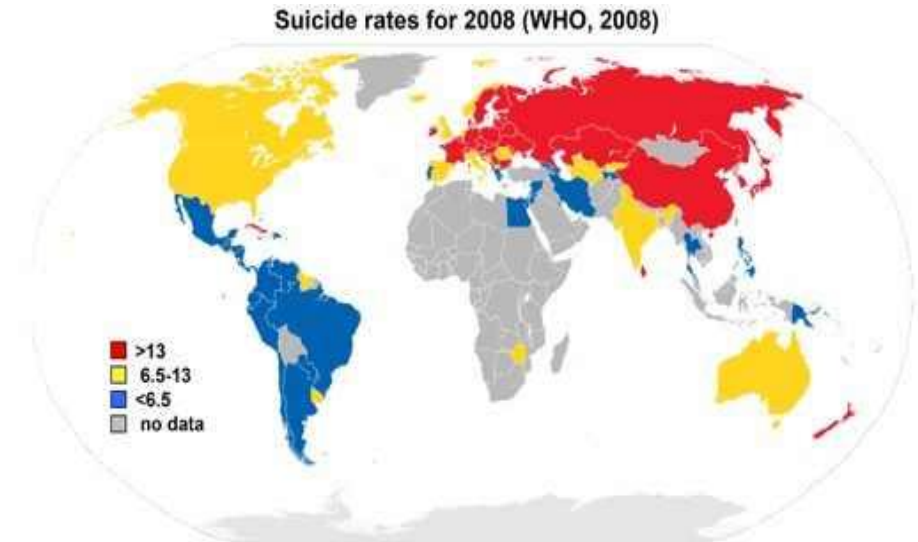 Suicide rates for 2008 (WHO, 2008)
>13
6.5-13
<6.5
no data